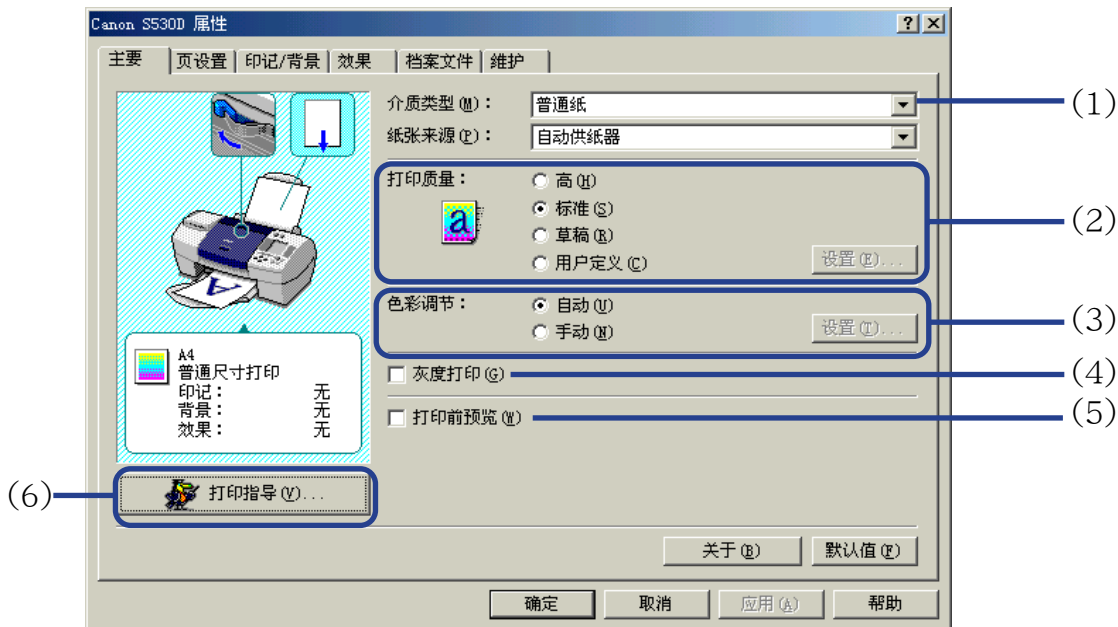 Canon S530D 属性
主要 页设置 印记/背景 效果 档案文件 维护
介质类型(M)： 普通纸
(1)
纸张来源(P)： 自动供纸器
打印质量： 高(H)
标准(S)
草稿(R)
用户定义(C)
设置(E)...
(2)
a
A
色彩调节： 自动(U)
手动(N)
设置(T)...
(3)
A4
普通尺寸打印
印记： 无
背景： 无
效果： 无
灰度打印(G)
(4)
打印前预览(W)
(5)
(6)
打印指导(V)...
关于(B) 默认值(F)
确定 取消 应用(A) 帮助